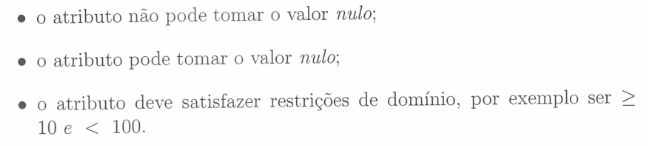 • o atributo não pode tomar o valor nulo;
• o atributo pode tomar o valor nulo;
• o atributo deve satisfazer restrições de domínio, por exemplo ser ≥
10 e < 100.